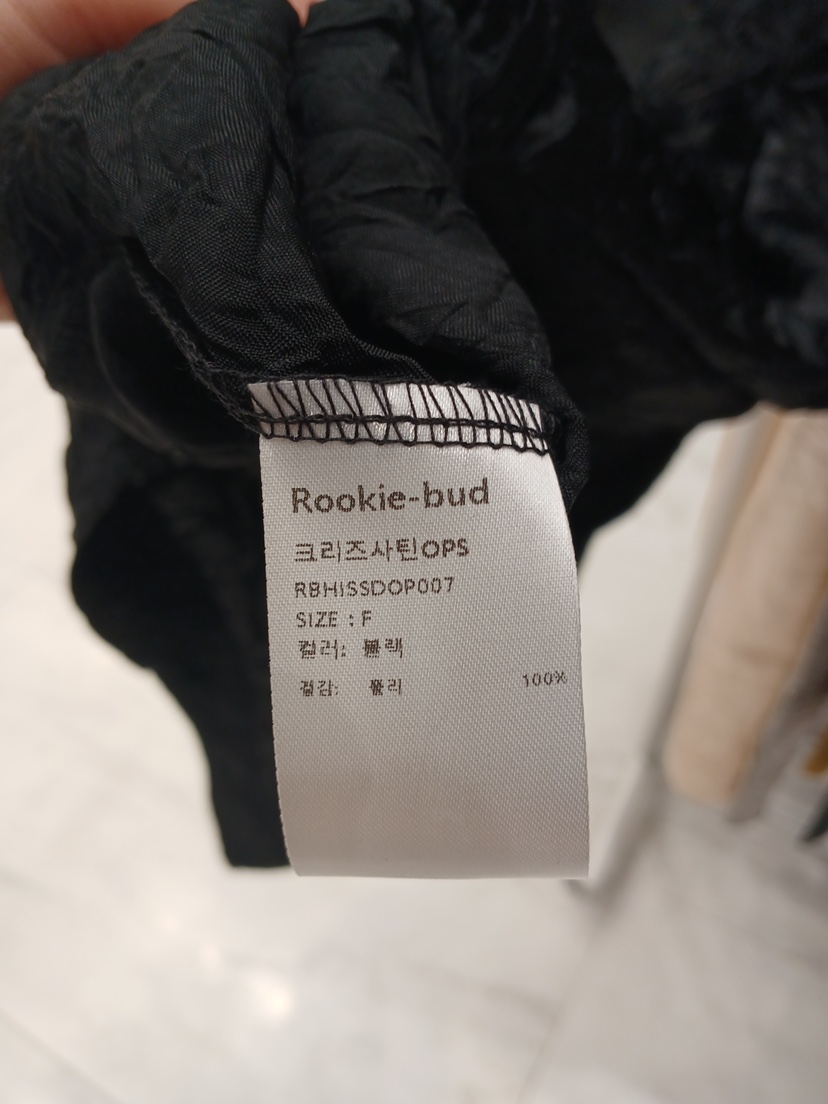 Rookie-bud
크리즈사틴OPS
RBHISSDOP007
SIZE : F
컬러: 블랙
겉감: 폴리 100%